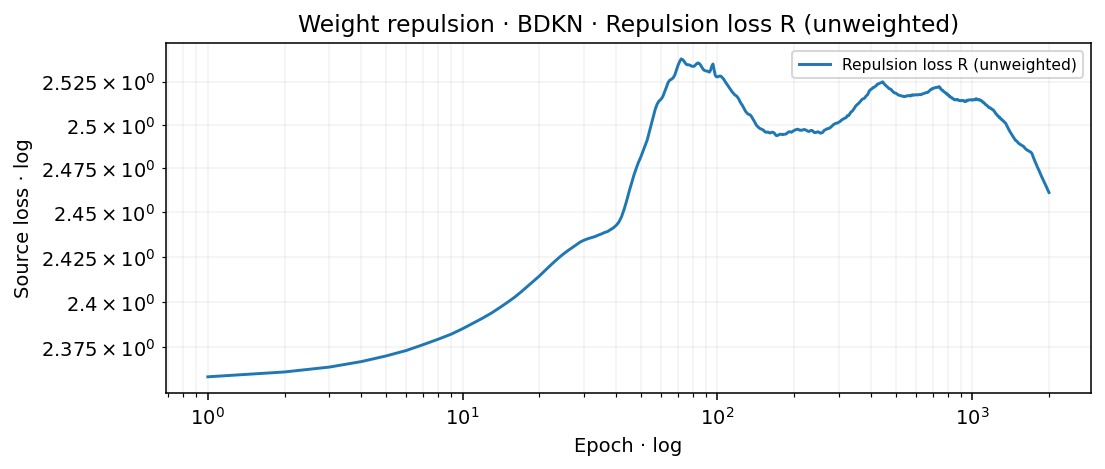 Weight repulsion · BDKN · Repulsion loss R (unweighted)
Repulsion loss R (unweighted)
Source loss · log
2.525 × 10⁰
2.5 × 10⁰
2.475 × 10⁰
2.45 × 10⁰
2.425 × 10⁰
2.4 × 10⁰
2.375 × 10⁰
10⁰ 10¹ 10² 10³
Epoch · log